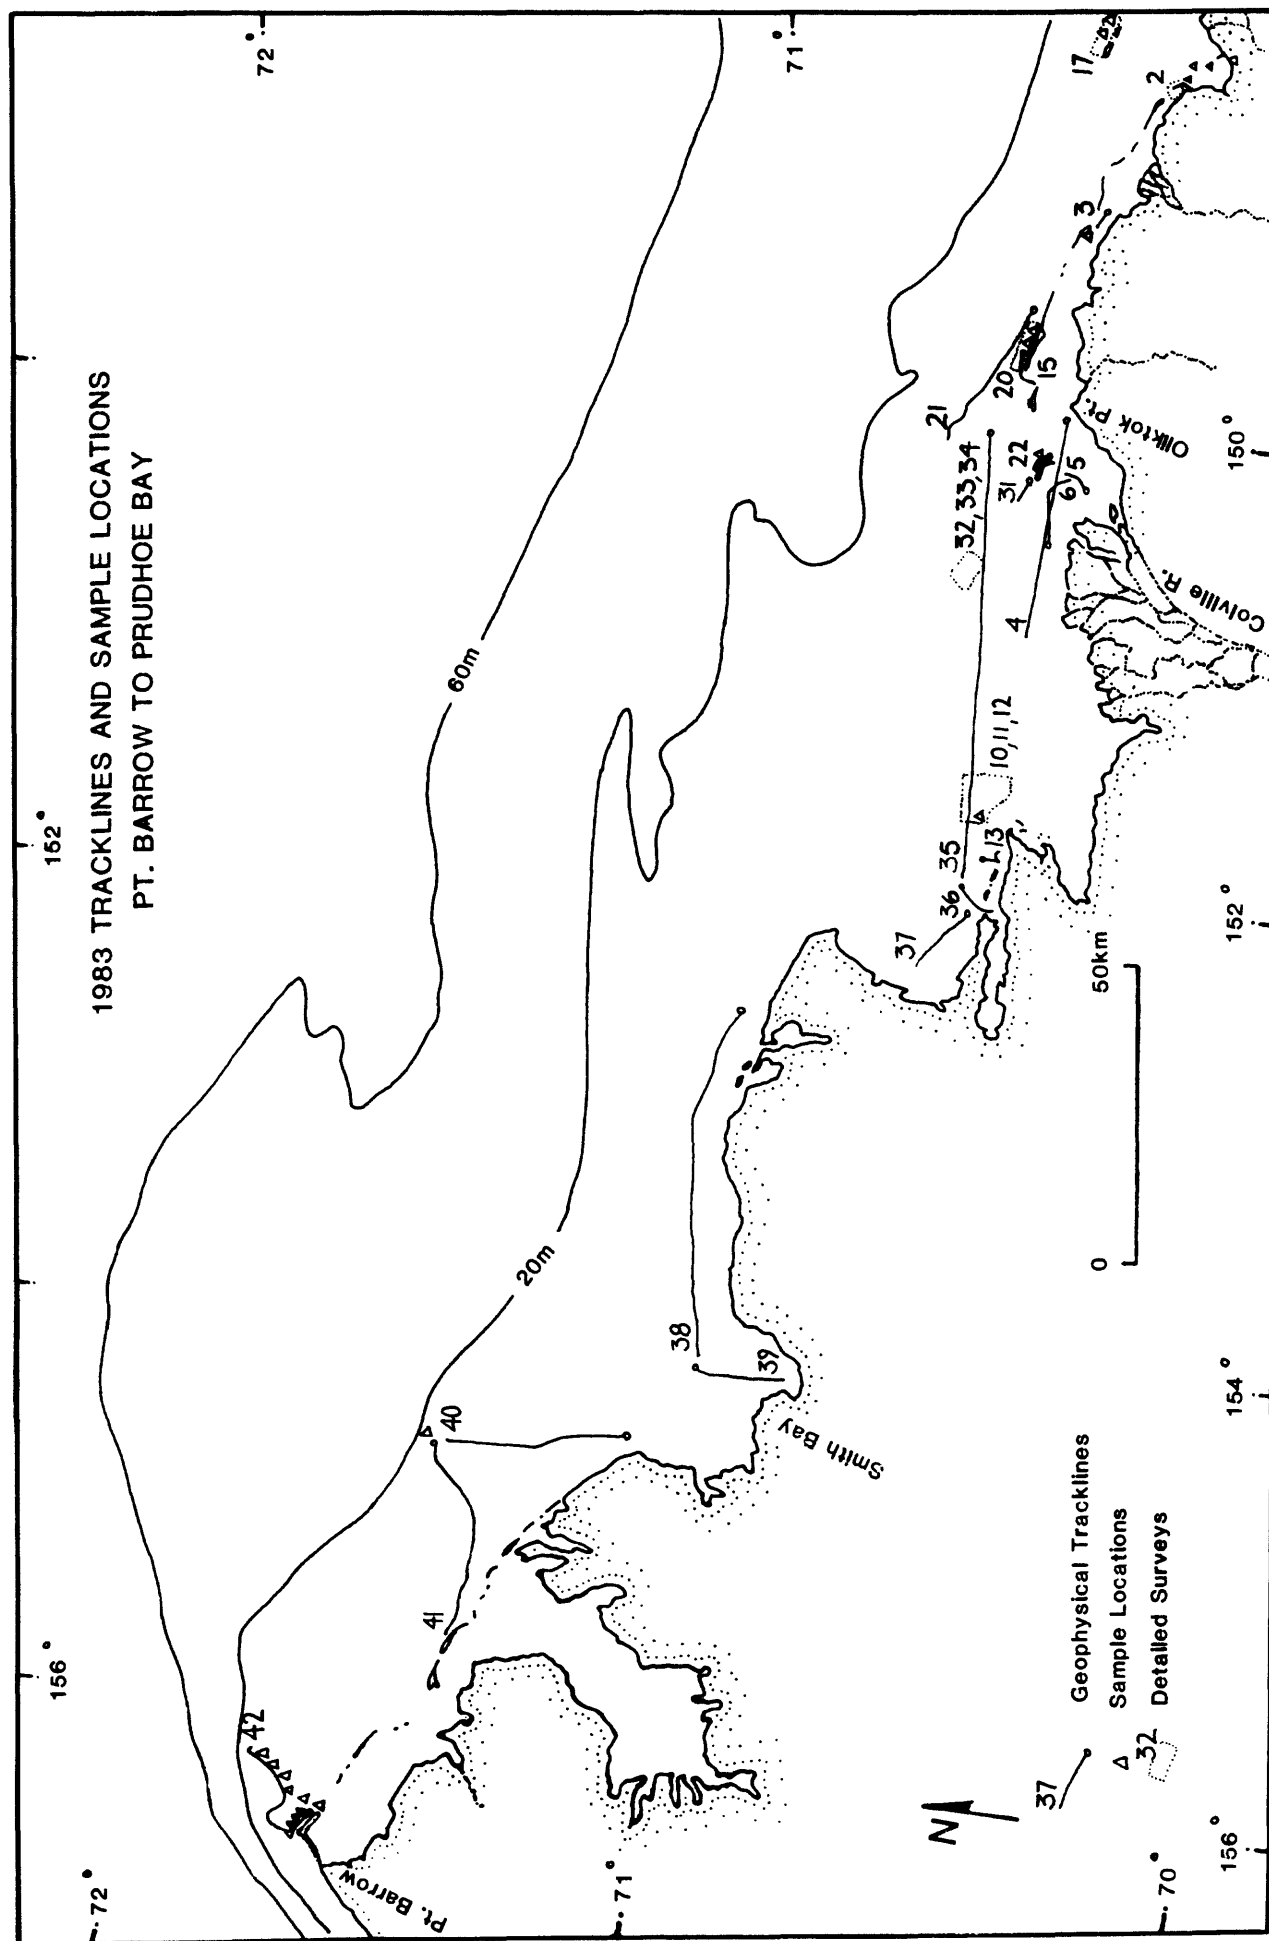 1983 TRACKLINES AND SAMPLE LOCATIONS
PT. BARROW TO PRUDHOE BAY
156°
152°
72°
72°
71°
71°
70°
156°
154°
152°
150°
60m
20m
Pt. Barrow
Smith Bay
Colville R.
Oliktok Pt.
42
41
40
38
39
37
36
35
13
10,11,12
32,33,34
4
31
22
6
5
21
20
15
3
2
17
N
0
50km
37
Geophysical Tracklines
Sample Locations
32
Detailed Surveys